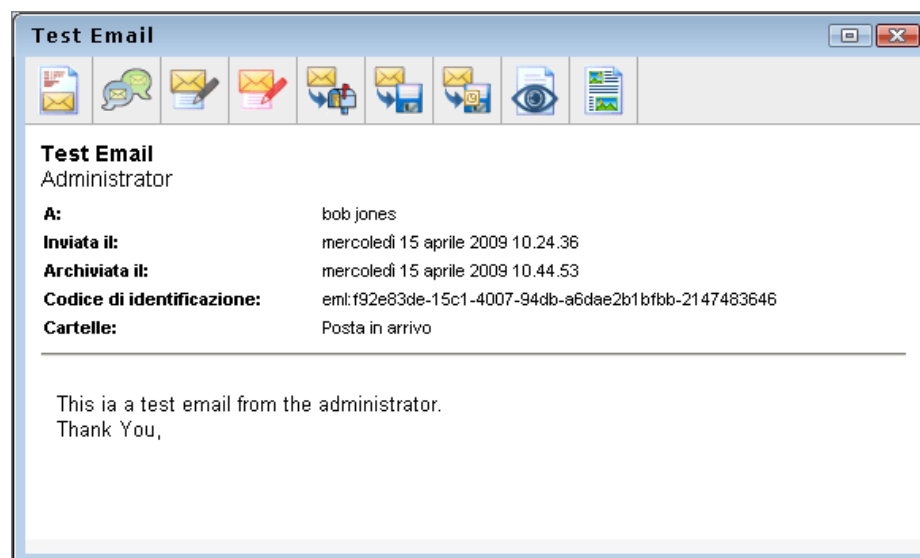 Test Email
Test Email
Administrator
A: bob jones
Inviata il: mercoledì 15 aprile 2009 10.24.36
Archiviata il: mercoledì 15 aprile 2009 10.44.53
Codice di identificazione: eml:f92e83de-15c1-4007-94db-a6dae2b1bfbb-2147483646
Cartelle: Posta in arrivo
This ia a test email from the administrator.
Thank You,